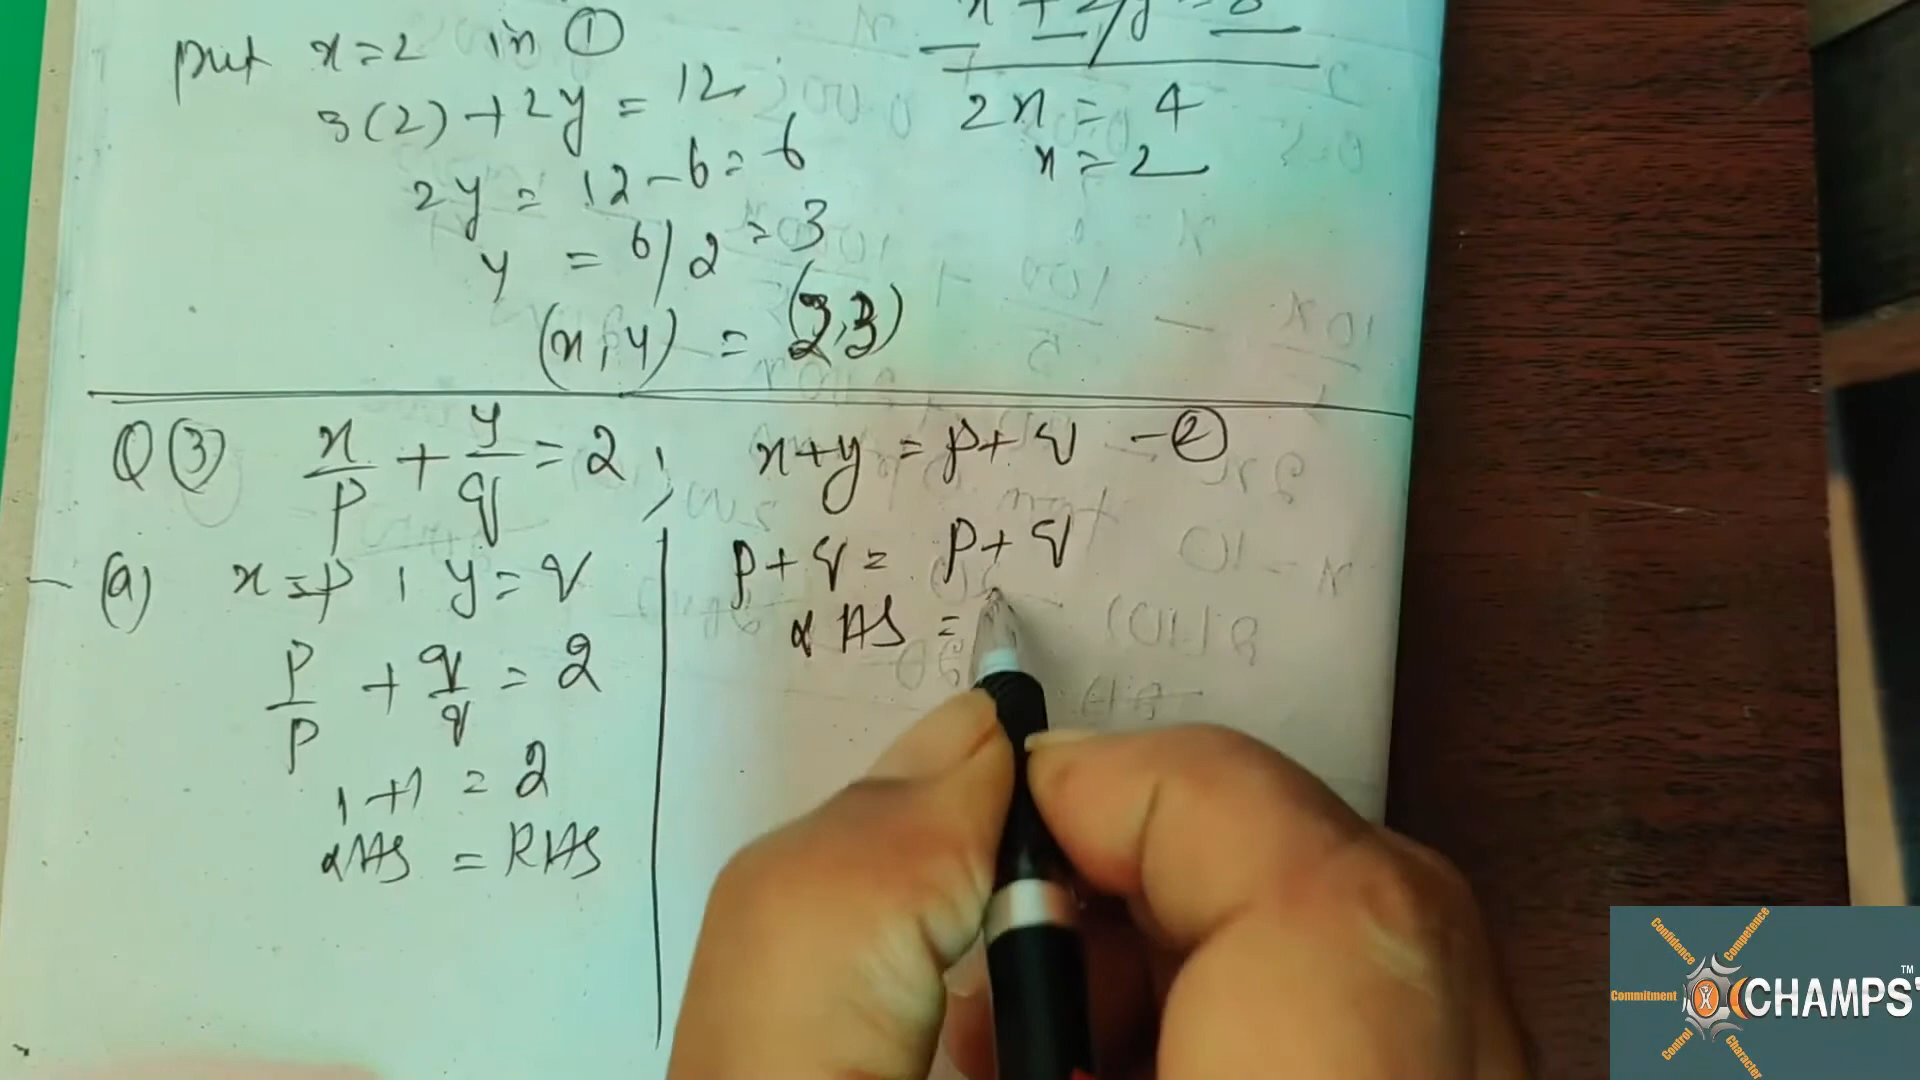 put x=2 in ①
3(2)+2y = 12
2y = 12-6=6
y = 6/2 = 3
(x,y) = (2,3)
2x = 4
x=2
Q③ x/p + y/q = 2 ; x+y = p+q -②
(a) x=p, y=q
p/p + q/q = 2
1+1 = 2
LHS = RHS
p+q = p+q
LHS =
Confidence
Competence
Commitment
CHAMPS™
Control
Character